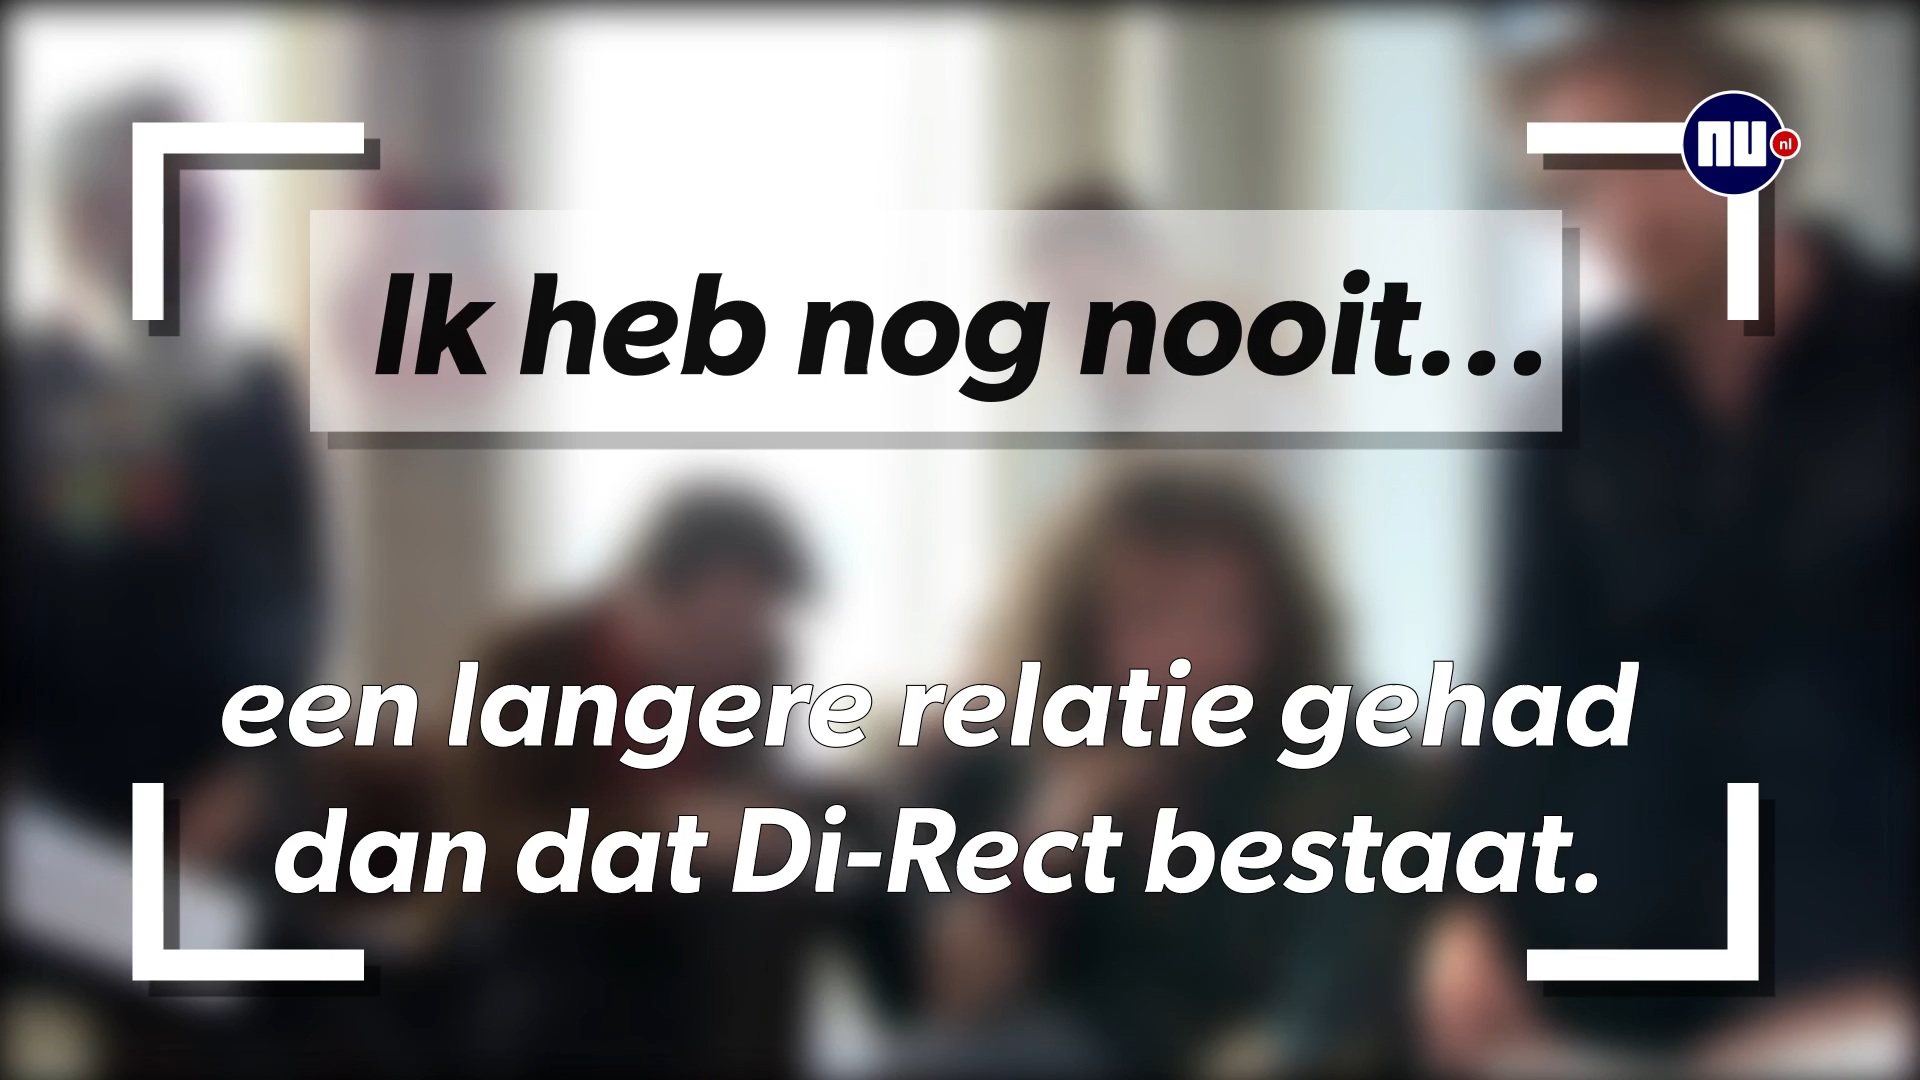 nu
nl
Ik heb nog nooit...
een langere relatie gehad
dan dat Di-Rect bestaat.